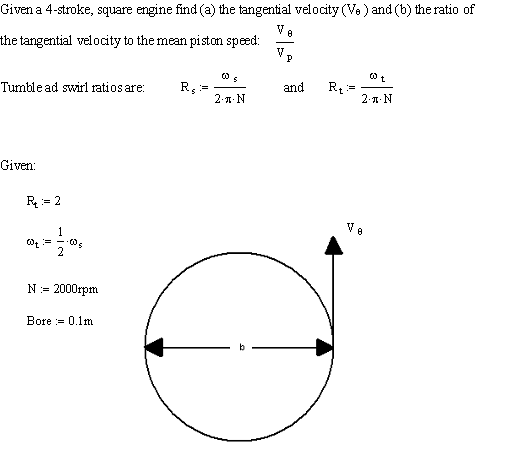 Given a 4-stroke, square engine find (a) the tangential velocity (Vθ ) and (b) the ratio of
the tangential velocity to the mean piston speed: Vθ / Vp
Tumble ad swirl ratios are: Rs := ωs / 2·π·N and Rt := ωt / 2·π·N
Given:
Rt := 2
ωt := 1/2 ·ωs
N := 2000rpm
Bore := 0.1m
Vθ
b